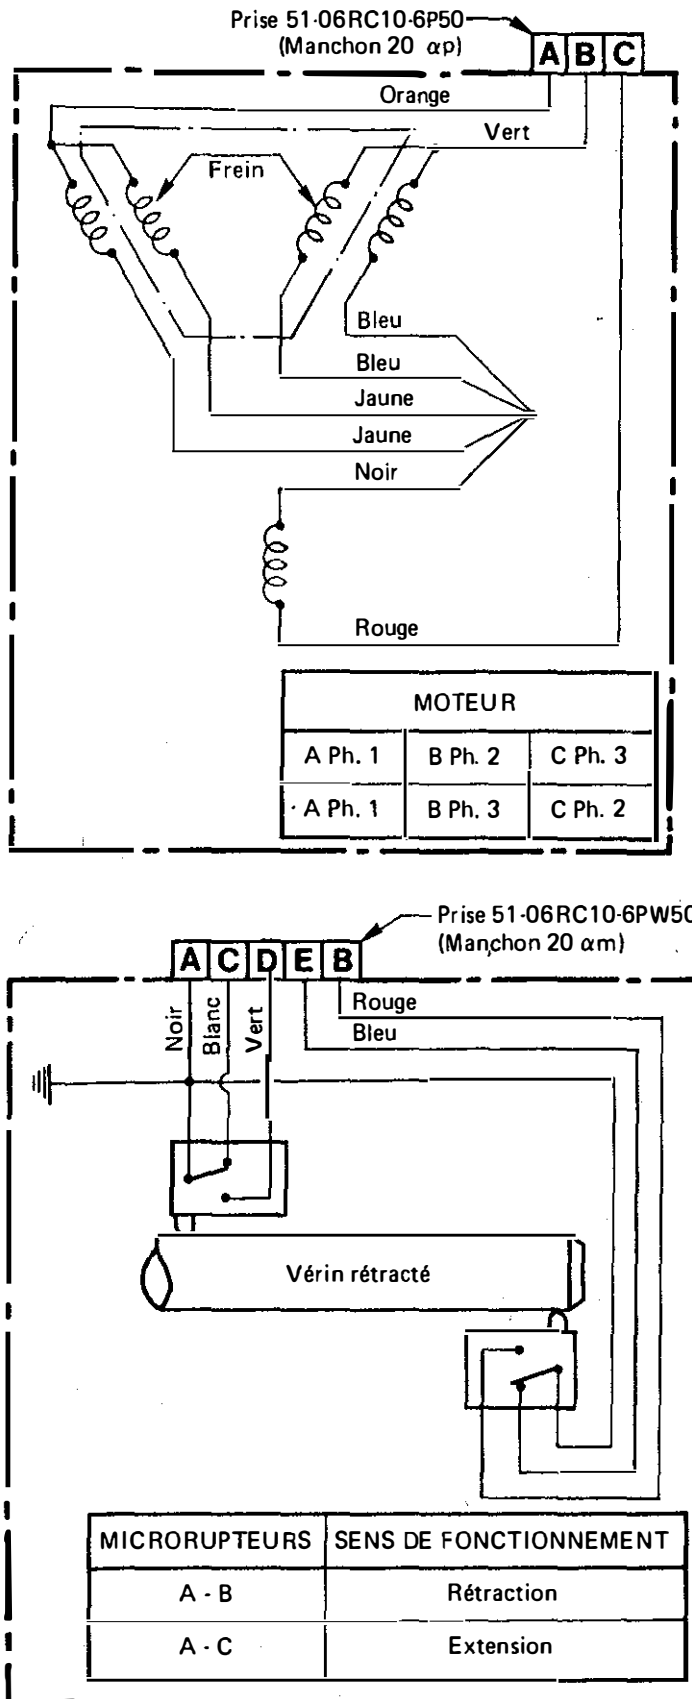 Prise 51-06RC10-6P50
(Manchon 20 αp)
A B C
Orange
Vert
Frein
Bleu
Bleu
Jaune
Jaune
Noir
Rouge
MOTEUR
A Ph. 1 B Ph. 2 C Ph. 3
A Ph. 1 B Ph. 3 C Ph. 2
Prise 51-06RC10-6PW50
(Manchon 20 αm)
A C D E B
Noir
Blanc
Vert
Rouge
Bleu
Vérin rétracté
MICRORUPTEURS SENS DE FONCTIONNEMENT
A - B Rétraction
A - C Extension